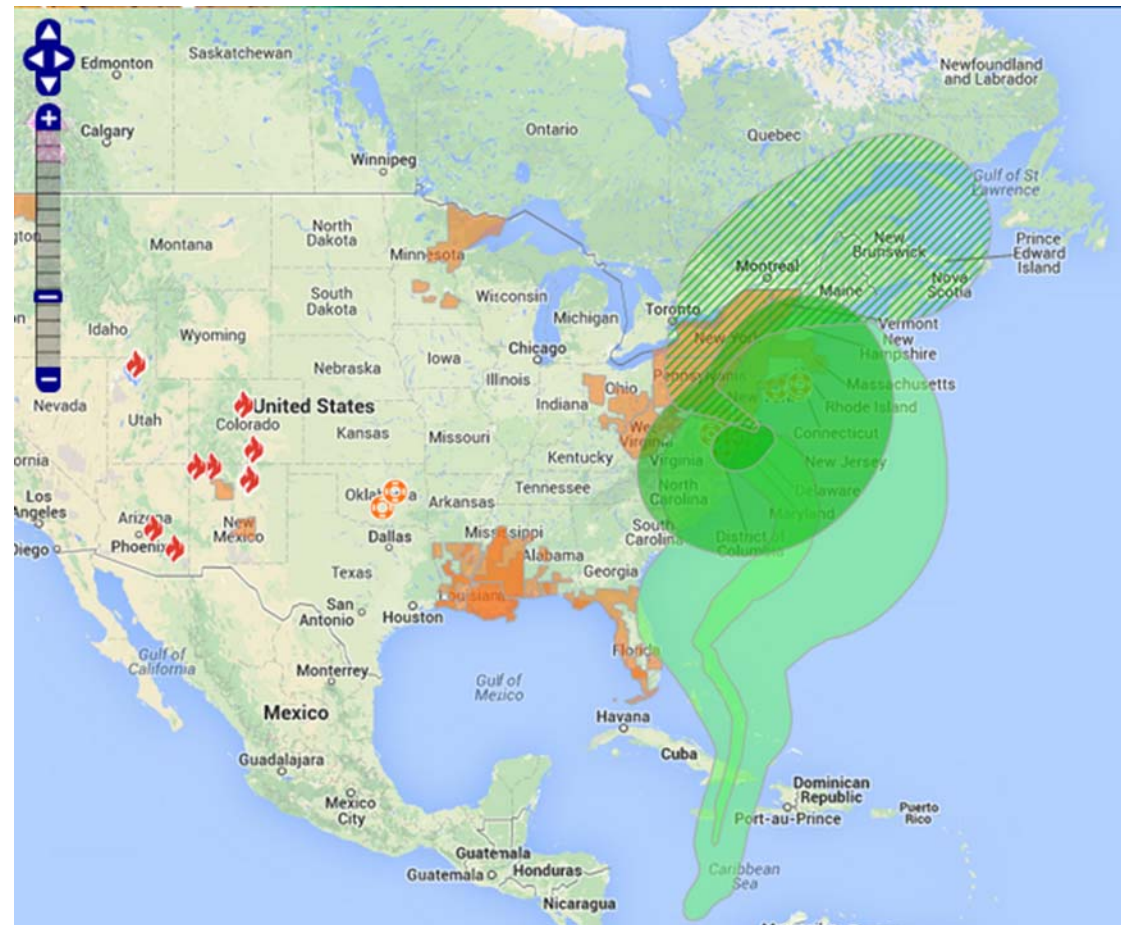 Edmonton
Saskatchewan
Newfoundland
and Labrador
Calgary
Ontario
Quebec
Winnipeg
Gulf of St
Lawrence
North
Dakota
Montana
Minnesota
New
Brunswick
Prince
Edward
Island
Montreal
Nova
Scotia
Maine
South
Dakota
Wisconsin
Toronto
Michigan
Vermont
Idaho
Wyoming
New York
New
Hampshire
Chicago
Iowa
Nebraska
Pennsylvania
Massachusetts
Illinois
Ohio
Nevada
Utah
Colorado
United States
Indiana
New
Rhode Island
Kansas
Missouri
West
Virginia
Connecticut
Kentucky
Virginia
New Jersey
Los
Angeles
Oklahoma
Arkansas
Tennessee
North
Carolina
Delaware
Maryland
Arizona
Phoenix
New
Mexico
Dallas
Mississippi
Alabama
South
Carolina
District of
Columbia
Diego
Texas
Georgia
Louisiana
San
Antonio
Houston
Florida
Gulf of
California
Monterrey
Gulf of
Mexico
Mexico
Havana
Cuba
Guadalajara
Dominican
Republic
Mexico
City
Port-au-Prince
Puerto
Rico
Guatemala
Guatemala
Honduras
Caribbean
Sea
Nicaragua